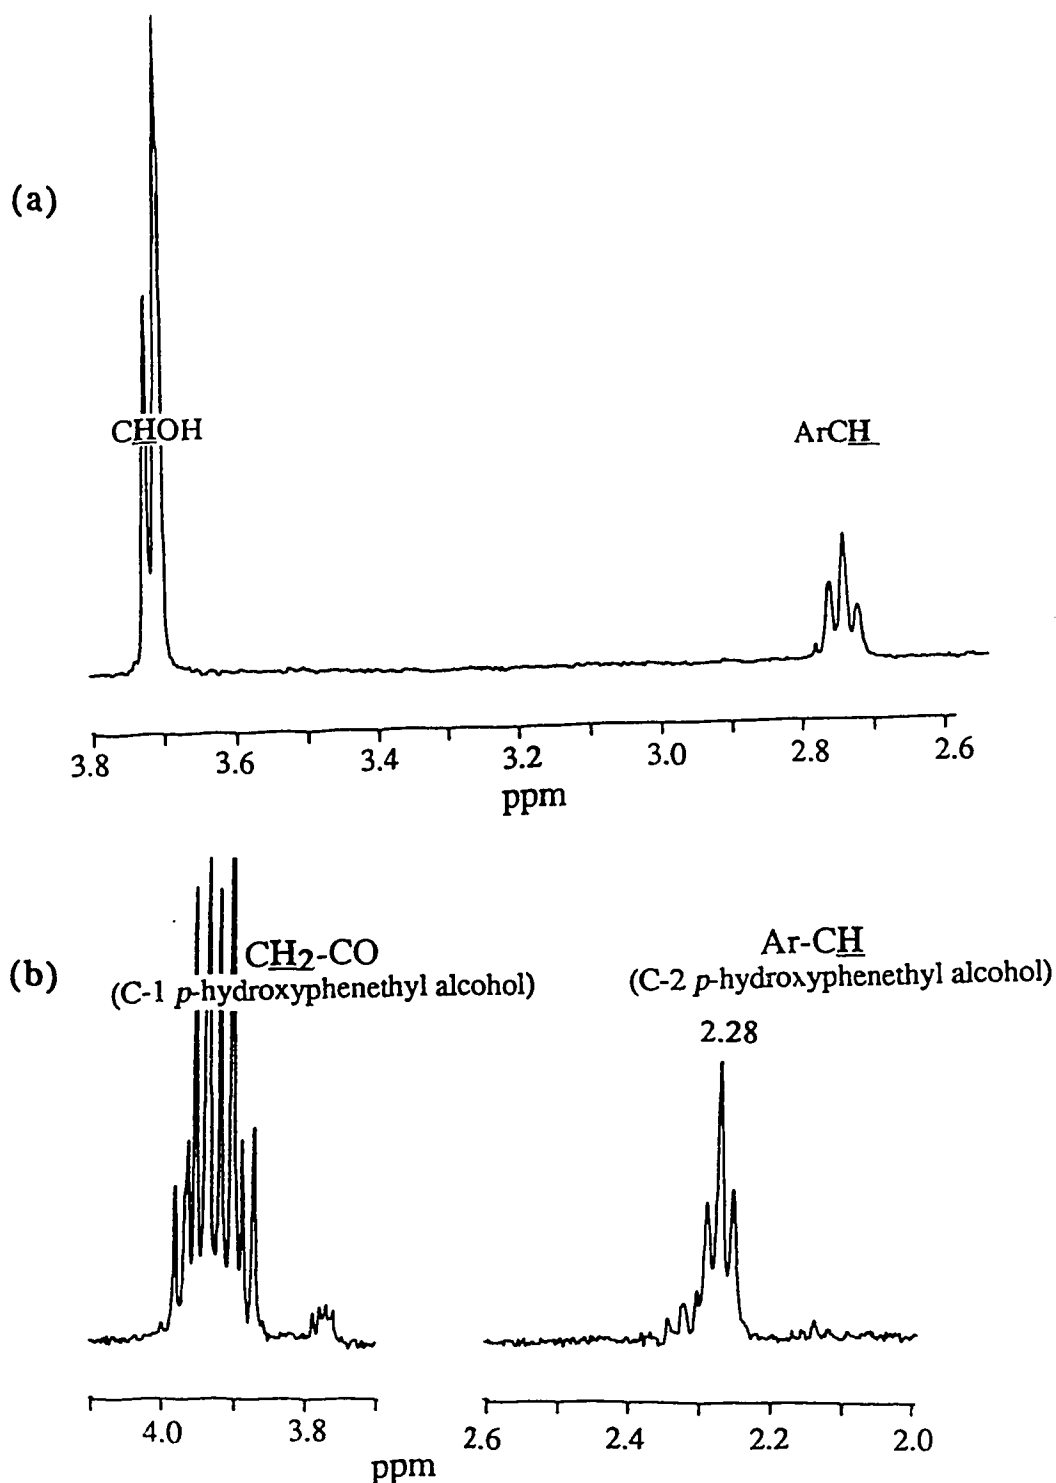 (a)
CHOH
ArCH
3.8 3.6 3.4 3.2 3.0 2.8 2.6
ppm
(b)
CH2-CO
(C-1 p-hydroxyphenethyl alcohol)
Ar-CH
(C-2 p-hydroxyphenethyl alcohol)
2.28
4.0 3.8
2.6 2.4 2.2 2.0
ppm